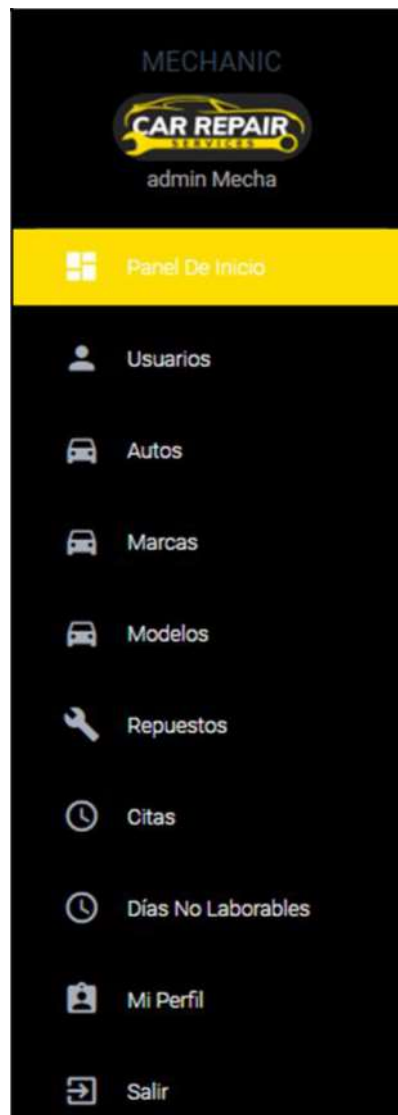 MECHANIC
CAR REPAIR
SERVICES
admin Mecha
Panel De Inicio
Usuarios
Autos
Marcas
Modelos
Repuestos
Citas
Días No Laborables
Mi Perfil
Salir